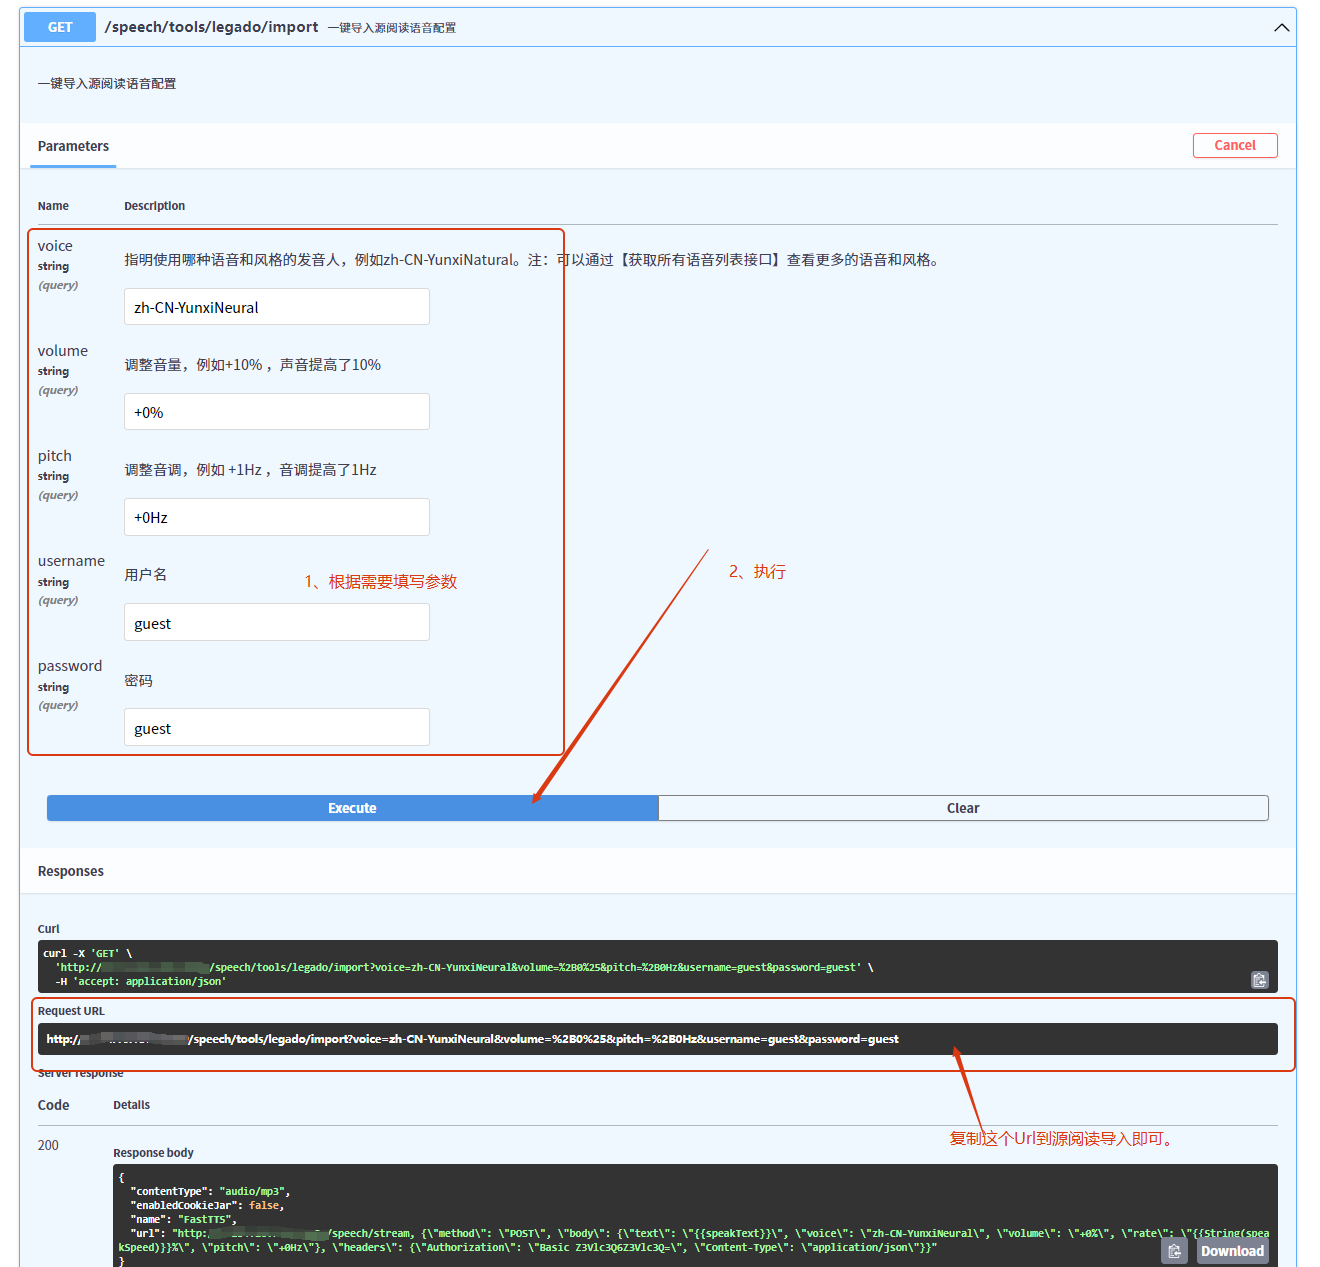 GET /speech/tools/legado/import 一键导入源阅读语音配置
一键导入源阅读语音配置
Parameters
Cancel
Name Description
voice
string
(query)
指明使用哪种语音和风格的发音人，例如zh-CN-YunxiNatural。注：可以通过【获取所有语音列表接口】查看更多的语音和风格。
zh-CN-YunxiNeural
volume
string
(query)
调整音量，例如+10% ，声音提高了10%
+0%
pitch
string
(query)
调整音调，例如 +1Hz ，音调提高了1Hz
+0Hz
username
string
(query)
用户名
guest
1、根据需要填写参数
2、执行
password
string
(query)
密码
guest
Execute
Clear
Responses
Curl
curl -X 'GET' \
'http:// /speech/tools/legado/import?voice=zh-CN-YunxiNeural&volume=%2B0%25&pitch=%2B0Hz&username=guest&password=guest' \
-H 'accept: application/json'
Request URL
http:// /speech/tools/legado/import?voice=zh-CN-YunxiNeural&volume=%2B0%25&pitch=%2B0Hz&username=guest&password=guest
Server response
Code Details
复制这个Url到源阅读导入即可。
200
Response body
{
"contentType": "audio/mp3",
"enabledCookieJar": false,
"name": "FastTTS",
"url": "http: /speech/stream, {\"method\": \"POST\", \"body\": {\"text\": \"{{speakText}}\", \"voice\": \"zh-CN-YunxiNeural\", \"volume\": \"+0%\", \"rate\": \"{{String(spea
kSpeed)}}%\", \"pitch\": \"+0Hz\"}, \"headers\": {\"Authorization\": \"Basic Z3Vlc3Q6Z3Vlc3Q=\", \"Content-Type\": \"application/json\"}}"
}
Download